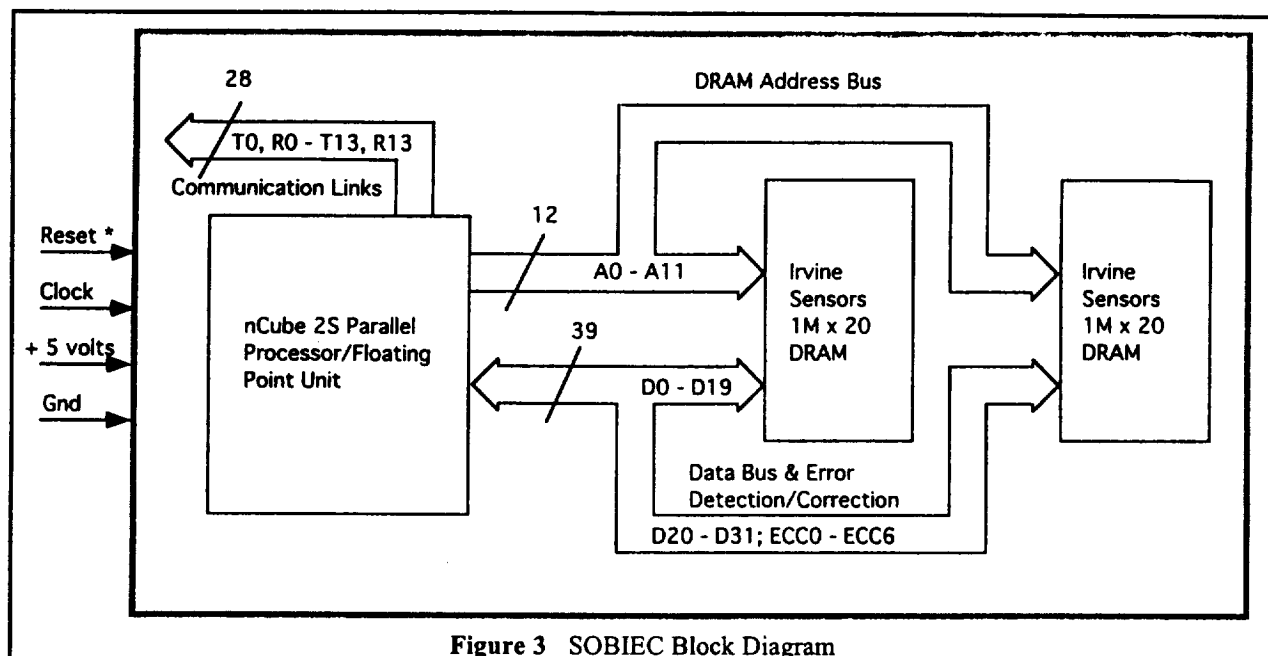 28
DRAM Address Bus
T0, R0 - T13, R13
Communication Links
Reset *
Clock
+ 5 volts
Gnd
nCube 2S Parallel
Processor/Floating
Point Unit
12
A0 - A11
39
D0 - D19
Irvine
Sensors
1M x 20
DRAM
Irvine
Sensors
1M x 20
DRAM
Data Bus & Error
Detection/Correction
D20 - D31; ECC0 - ECC6
Figure 3 SOBIEC Block Diagram